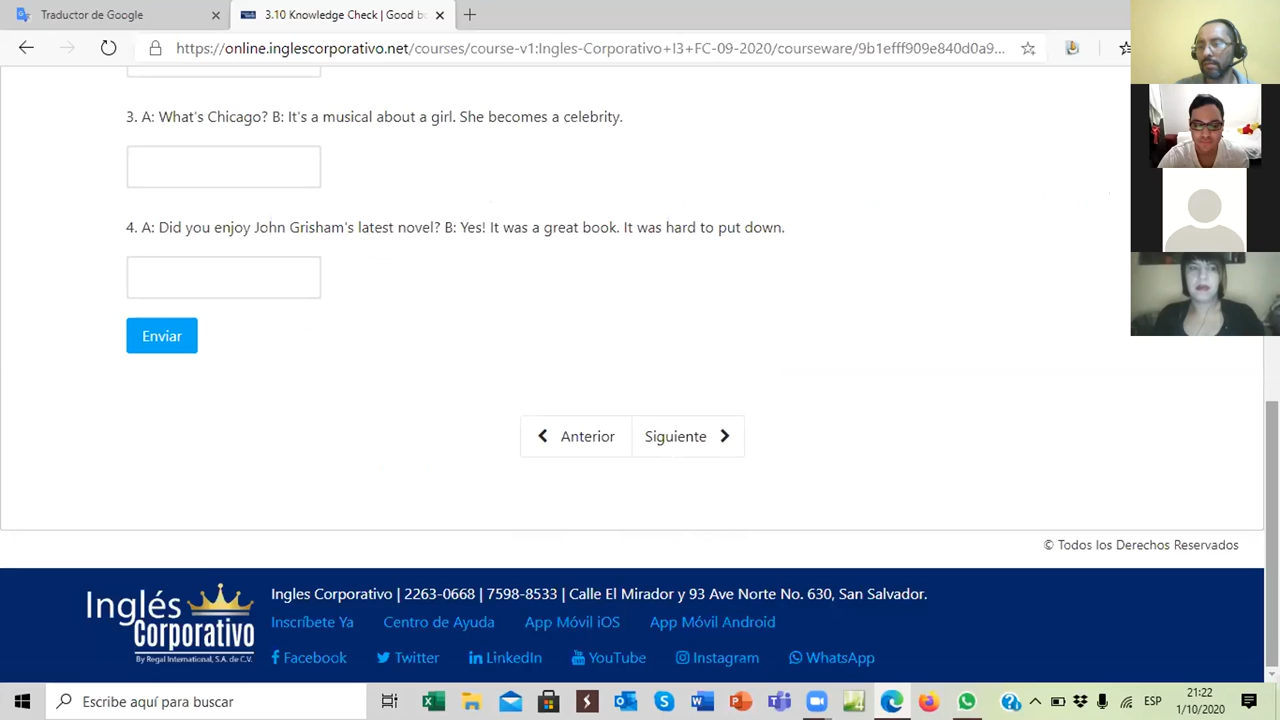 Traductor de Google
3.10 Knowledge Check | Good bo
https://online.inglescorporativo.net/courses/course-v1:Ingles-Corporativo+I3+FC-09-2020/courseware/9b1efff909e840d0a9...
3. A: What's Chicago? B: It's a musical about a girl. She becomes a celebrity.
4. A: Did you enjoy John Grisham's latest novel? B: Yes! It was a great book. It was hard to put down.
Enviar
Anterior
Siguiente
© Todos los Derechos Reservados
Inglés
Corporativo
By Regal International, S.A. de C.V.
Ingles Corporativo | 2263-0668 | 7598-8533 | Calle El Mirador y 93 Ave Norte No. 630, San Salvador.
Inscríbete Ya
Centro de Ayuda
App Móvil iOS
App Móvil Android
Facebook
Twitter
LinkedIn
YouTube
Instagram
WhatsApp
Escribe aquí para buscar
ESP
21:22
1/10/2020